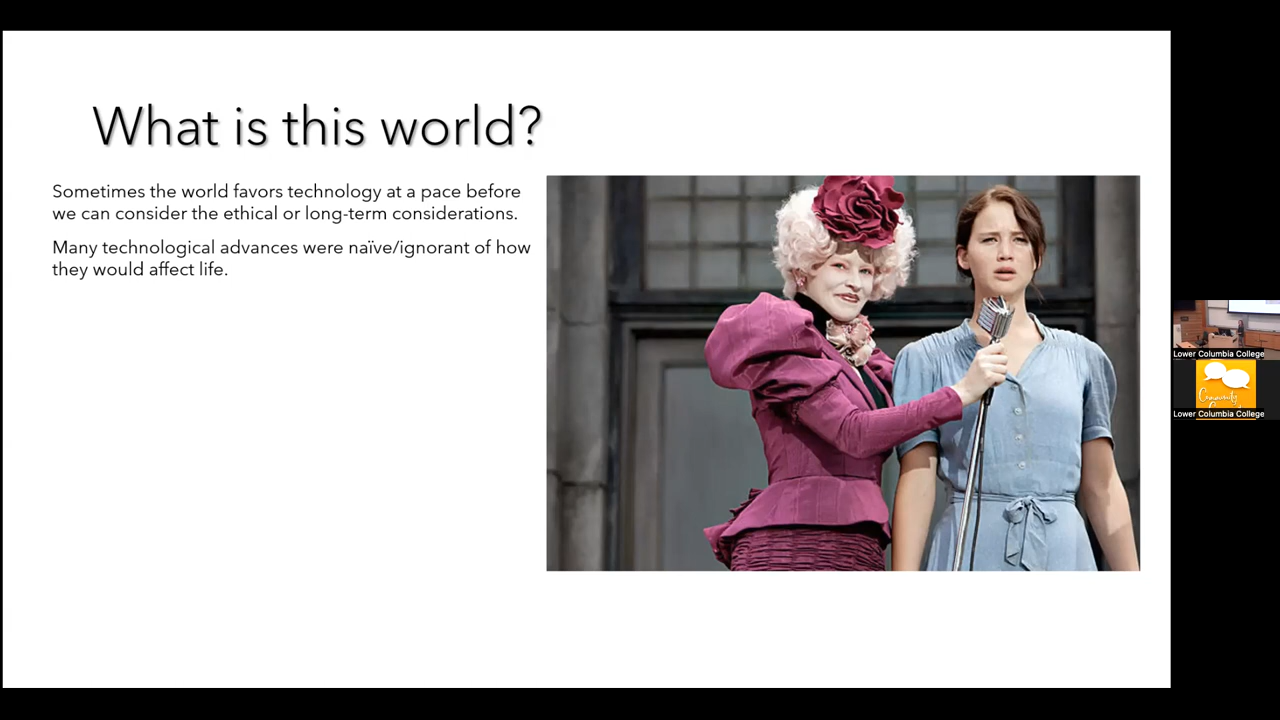 What is this world?
Sometimes the world favors technology at a pace before
we can consider the ethical or long-term considerations.
Many technological advances were naïve/ignorant of how
they would affect life.
Lower Columbia College
Community
Lower Columbia College